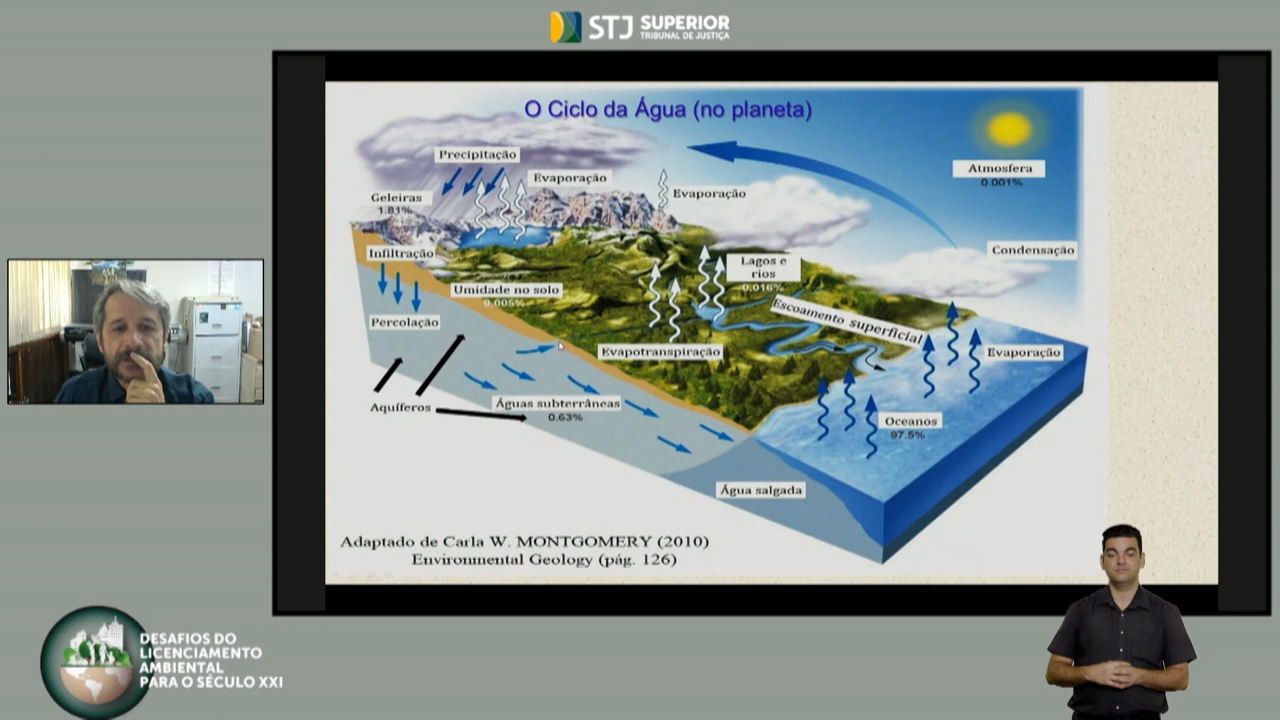 STJ SUPERIOR
TRIBUNAL DE JUSTIÇA
O Ciclo da Água (no planeta)
Precipitação
Evaporação
Evaporação
Atmosfera
0.001%
Geleiras
1.81%
Condensação
Infiltração
Lagos e
rios
0.016%
Umidade no solo
0.005%
Escoamento superficial
Percolação
Evapotranspiração
Evaporação
Aquíferos
Águas subterrâneas
0.63%
Oceanos
97.5%
Água salgada
Adaptado de Carla W. MONTGOMERY (2010)
Environmental Geology (pág. 126)
DESAFIOS DO
LICENCIAMENTO
AMBIENTAL
PARA O SÉCULO XXI